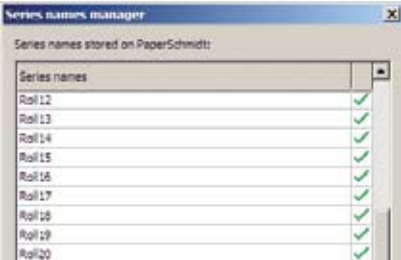 Series names manager
Series names stored on PaperSchmidt:
Series names
Roll12
Roll13
Roll14
Roll15
Roll16
Roll17
Roll18
Roll19
Roll20